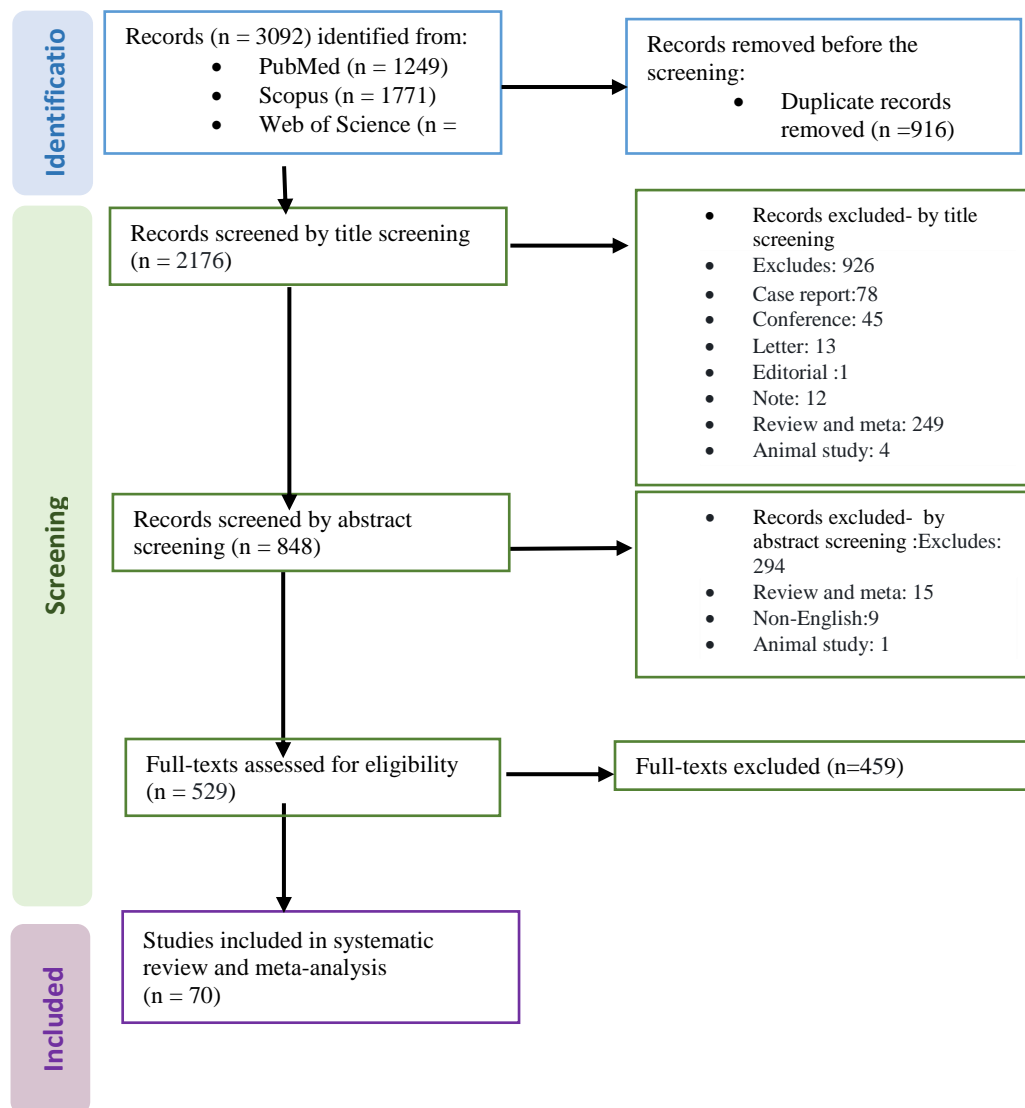 Identificatio
Records (n = 3092) identified from:
• PubMed (n = 1249)
• Scopus (n = 1771)
• Web of Science (n =
Records removed before the
screening:
• Duplicate records
removed (n =916)
Screening
Records screened by title screening
(n = 2176)
• Records excluded- by title
screening
• Excludes: 926
• Case report:78
• Conference: 45
• Letter: 13
• Editorial :1
• Note: 12
• Review and meta: 249
• Animal study: 4
Records screened by abstract
screening (n = 848)
• Records excluded- by
abstract screening :Excludes:
294
• Review and meta: 15
• Non-English:9
• Animal study: 1
Full-texts assessed for eligibility
(n = 529)
Full-texts excluded (n=459)
Included
Studies included in systematic
review and meta-analysis
(n = 70)